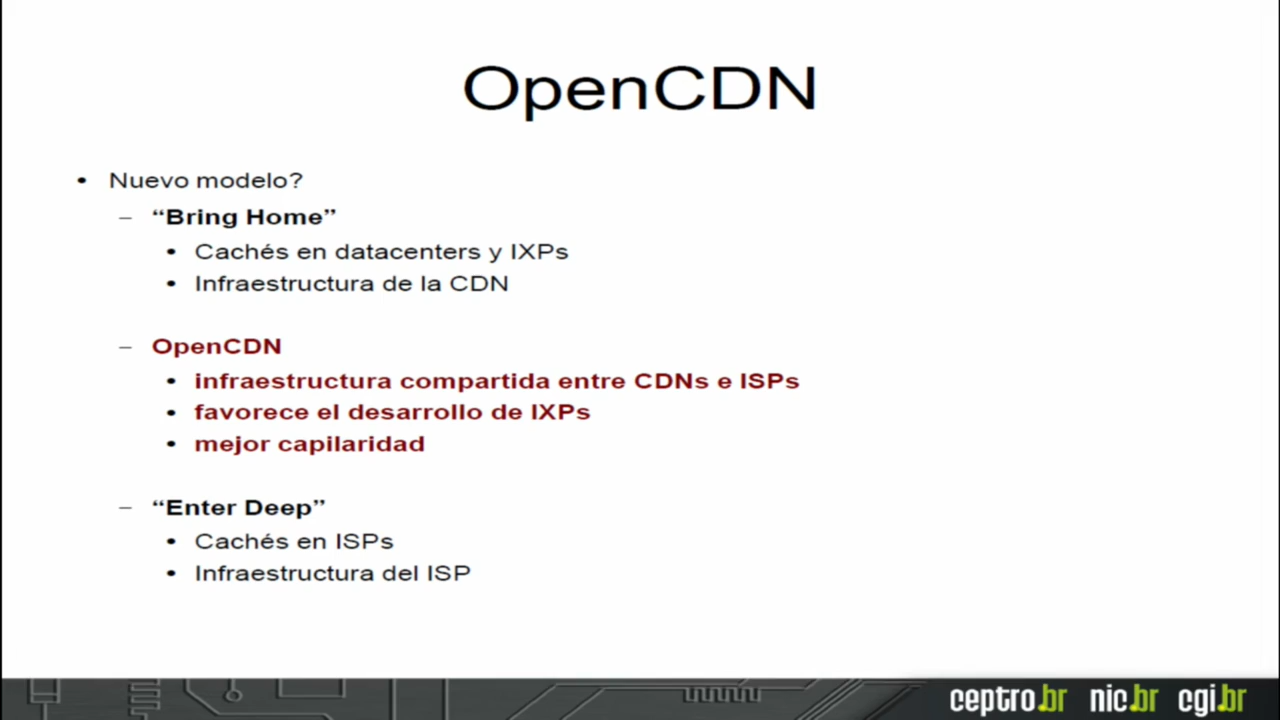 OpenCDN
• Nuevo modelo?
– “Bring Home”
• Cachés en datacenters y IXPs
• Infraestructura de la CDN
– OpenCDN
• infraestructura compartida entre CDNs e ISPs
• favorece el desarrollo de IXPs
• mejor capilaridad
– “Enter Deep”
• Cachés en ISPs
• Infraestructura del ISP
ceptro.br nic.br cgi.br